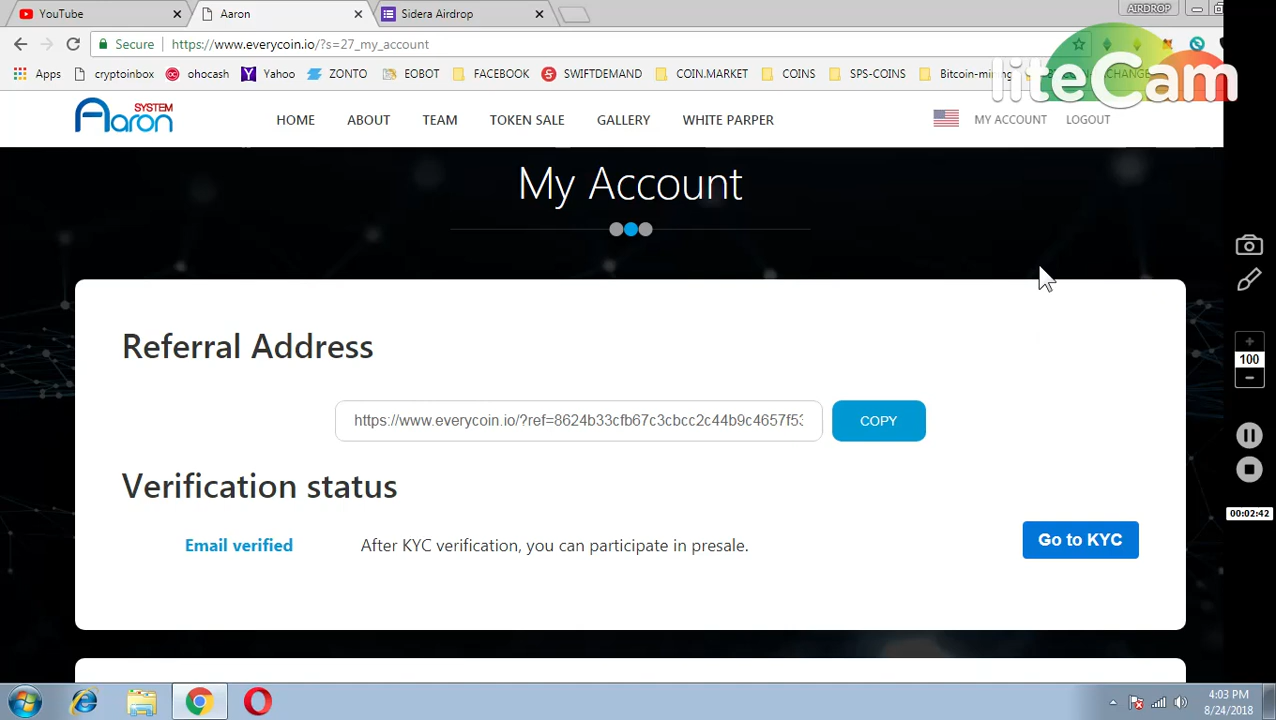 YouTube
Aaron
Sidera Airdrop
AIRDROP
Secure
https://www.everycoin.io/?s=27_my_account
Apps
cryptoinbox
ohocash
Yahoo
ZONTO
EOBOT
FACEBOOK
SWIFTDEMAND
COIN.MARKET
COINS
SPS-COINS
Bitcoin-mining
liteCam
Aaron SYSTEM
HOME
ABOUT
TEAM
TOKEN SALE
GALLERY
WHITE PARPER
MY ACCOUNT
LOGOUT
My Account
Referral Address
https://www.everycoin.io/?ref=8624b33cfb67c3cbcc2c44b9c4657f53
COPY
Verification status
Email verified
After KYC verification, you can participate in presale.
Go to KYC
100
00:02:42
4:03 PM
8/24/2018